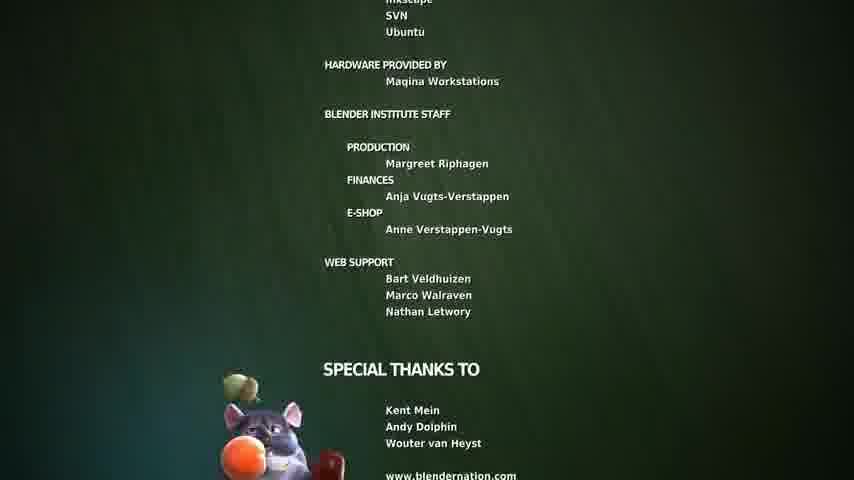 Inkscape
SVN
Ubuntu
HARDWARE PROVIDED BY
Maqina Workstations
BLENDER INSTITUTE STAFF
PRODUCTION
Margreet Riphagen
FINANCES
Anja Vugts-Verstappen
E-SHOP
Anne Verstappen-Vugts
WEB SUPPORT
Bart Veldhuizen
Marco Walraven
Nathan Letwory
SPECIAL THANKS TO
Kent Mein
Andy Dolphin
Wouter van Heyst
www.blendernation.com